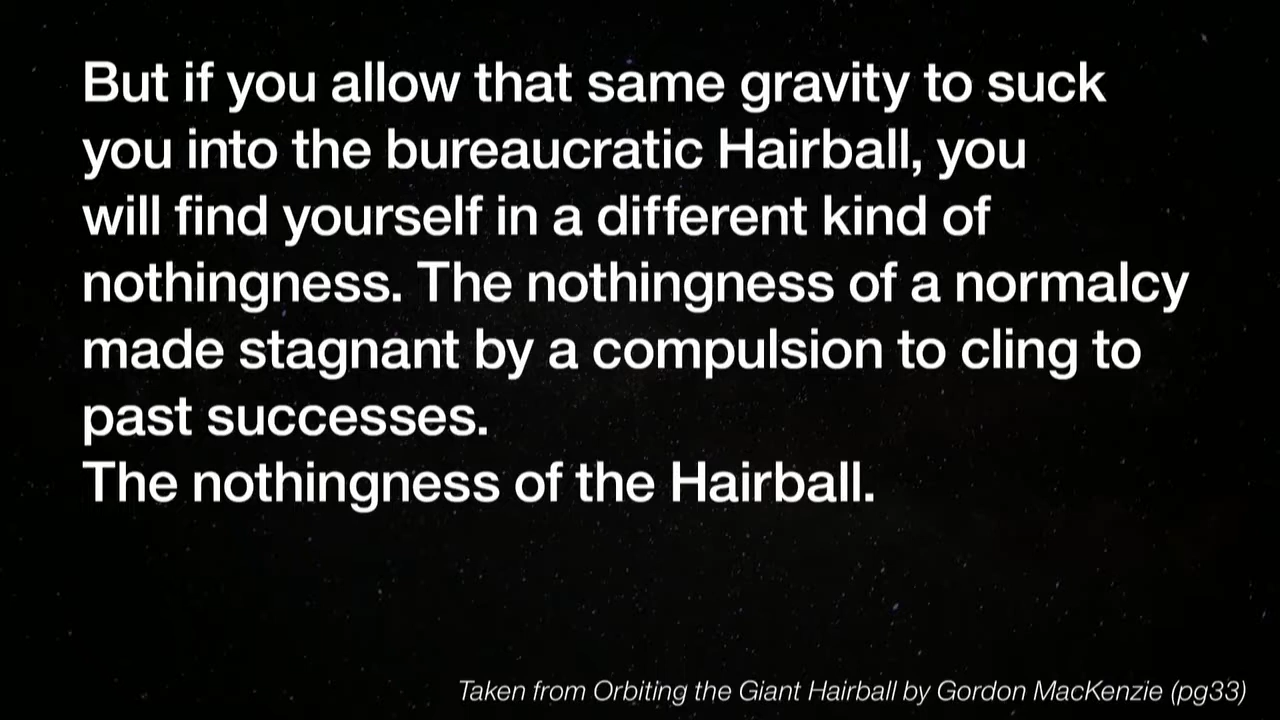 But if you allow that same gravity to suck
you into the bureaucratic Hairball, you
will find yourself in a different kind of
nothingness. The nothingness of a normalcy
made stagnant by a compulsion to cling to
past successes.
The nothingness of the Hairball.
Taken from Orbiting the Giant Hairball by Gordon MacKenzie (pg33)